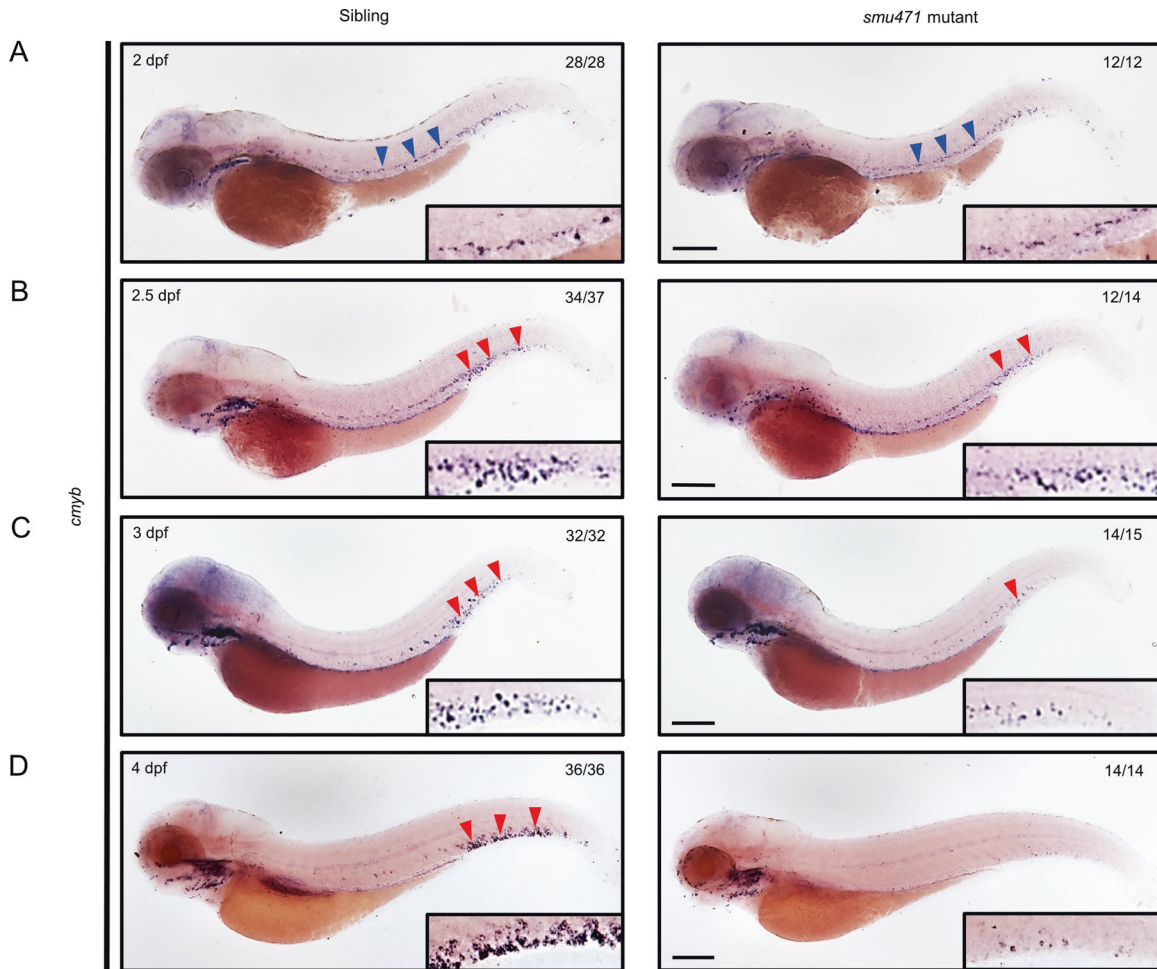 Sibling
smu471 mutant
A
2 dpf
28/28
12/12
B
2.5 dpf
34/37
12/14
cmyb
C
3 dpf
32/32
14/15
D
4 dpf
36/36
14/14